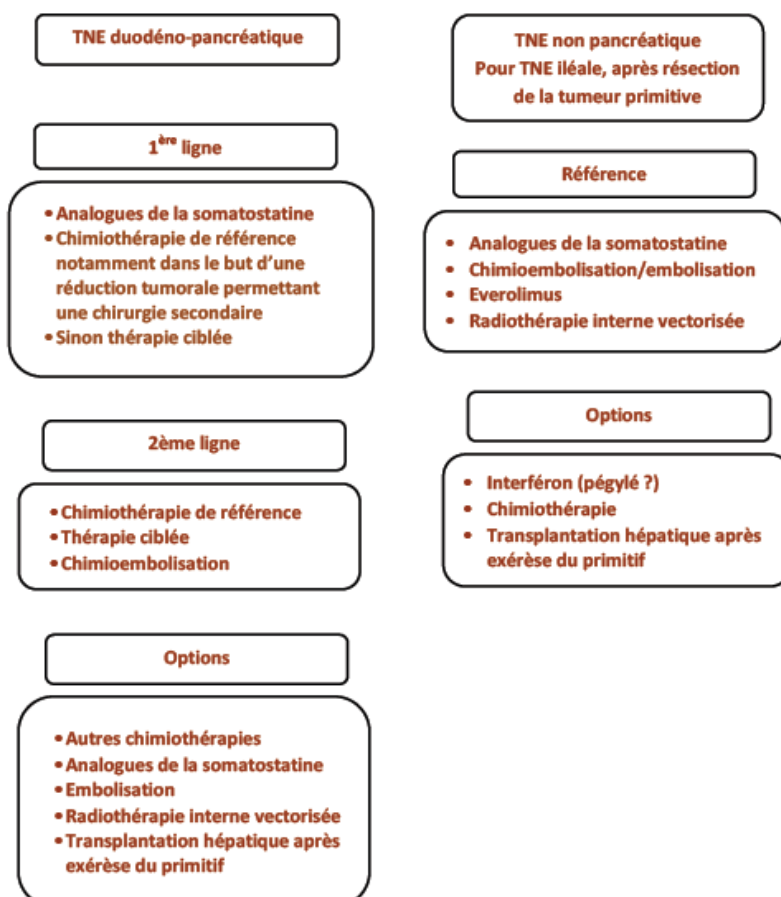 TNE duodéno-pancréatique
1ère ligne
• Analogues de la somatostatine
• Chimiothérapie de référence
notamment dans le but d'une
réduction tumorale permettant
une chirurgie secondaire
• Sinon thérapie ciblée
2ème ligne
• Chimiothérapie de référence
• Thérapie ciblée
• Chimioembolisation
Options
• Autres chimiothérapies
• Analogues de la somatostatine
• Embolisation
• Radiothérapie interne vectorisée
• Transplantation hépatique après
exérèse du primitif
TNE non pancréatique
Pour TNE iléale, après résection
de la tumeur primitive
Référence
• Analogues de la somatostatine
• Chimioembolisation/embolisation
• Everolimus
• Radiothérapie interne vectorisée
Options
• Interféron (pégylé ?)
• Chimiothérapie
• Transplantation hépatique après
exérèse du primitif